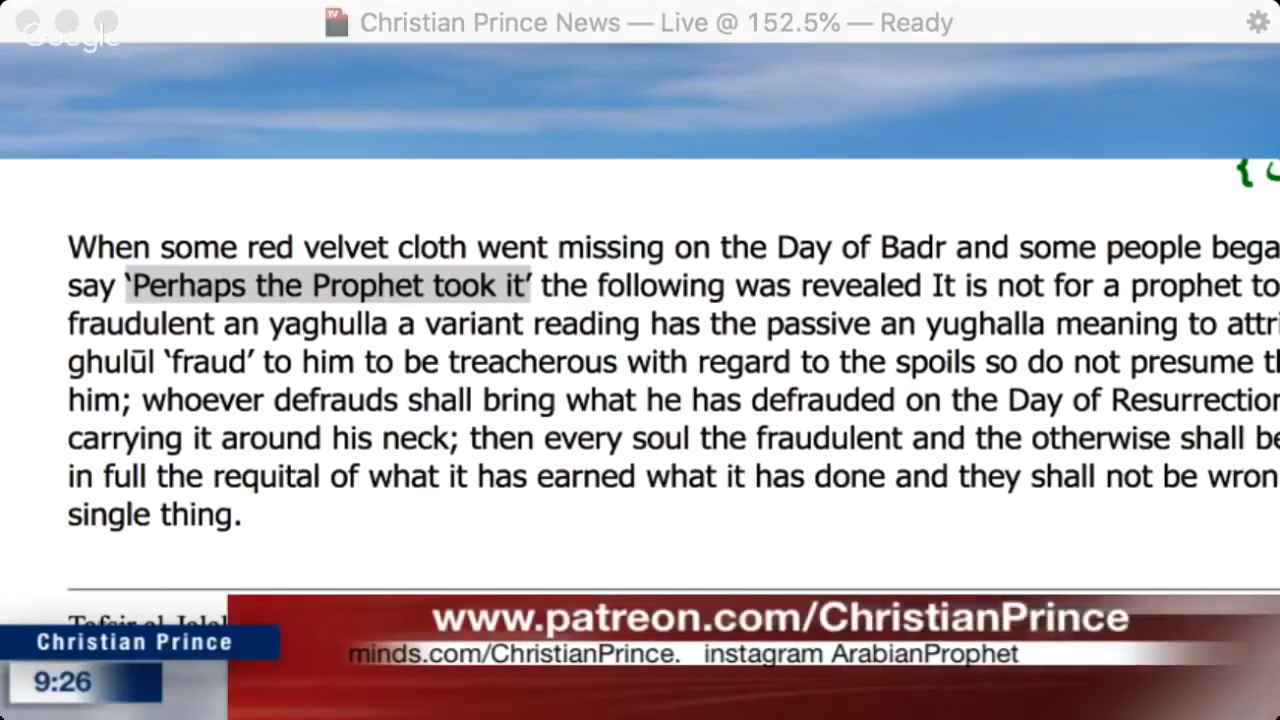 Christian Prince News — Live @ 152.5% — Ready
Google
When some red velvet cloth went missing on the Day of Badr and some people bega
say ‘Perhaps the Prophet took it’ the following was revealed It is not for a prophet to
fraudulent an yaghulla a variant reading has the passive an yughalla meaning to attri
ghulūl ‘fraud’ to him to be treacherous with regard to the spoils so do not presume t
him; whoever defrauds shall bring what he has defrauded on the Day of Resurrection
carrying it around his neck; then every soul the fraudulent and the otherwise shall be
in full the requital of what it has earned what it has done and they shall not be wron
single thing.
www.patreon.com/ChristianPrince
Christian Prince
minds.com/ChristianPrince. instagram ArabianProphet
9:26